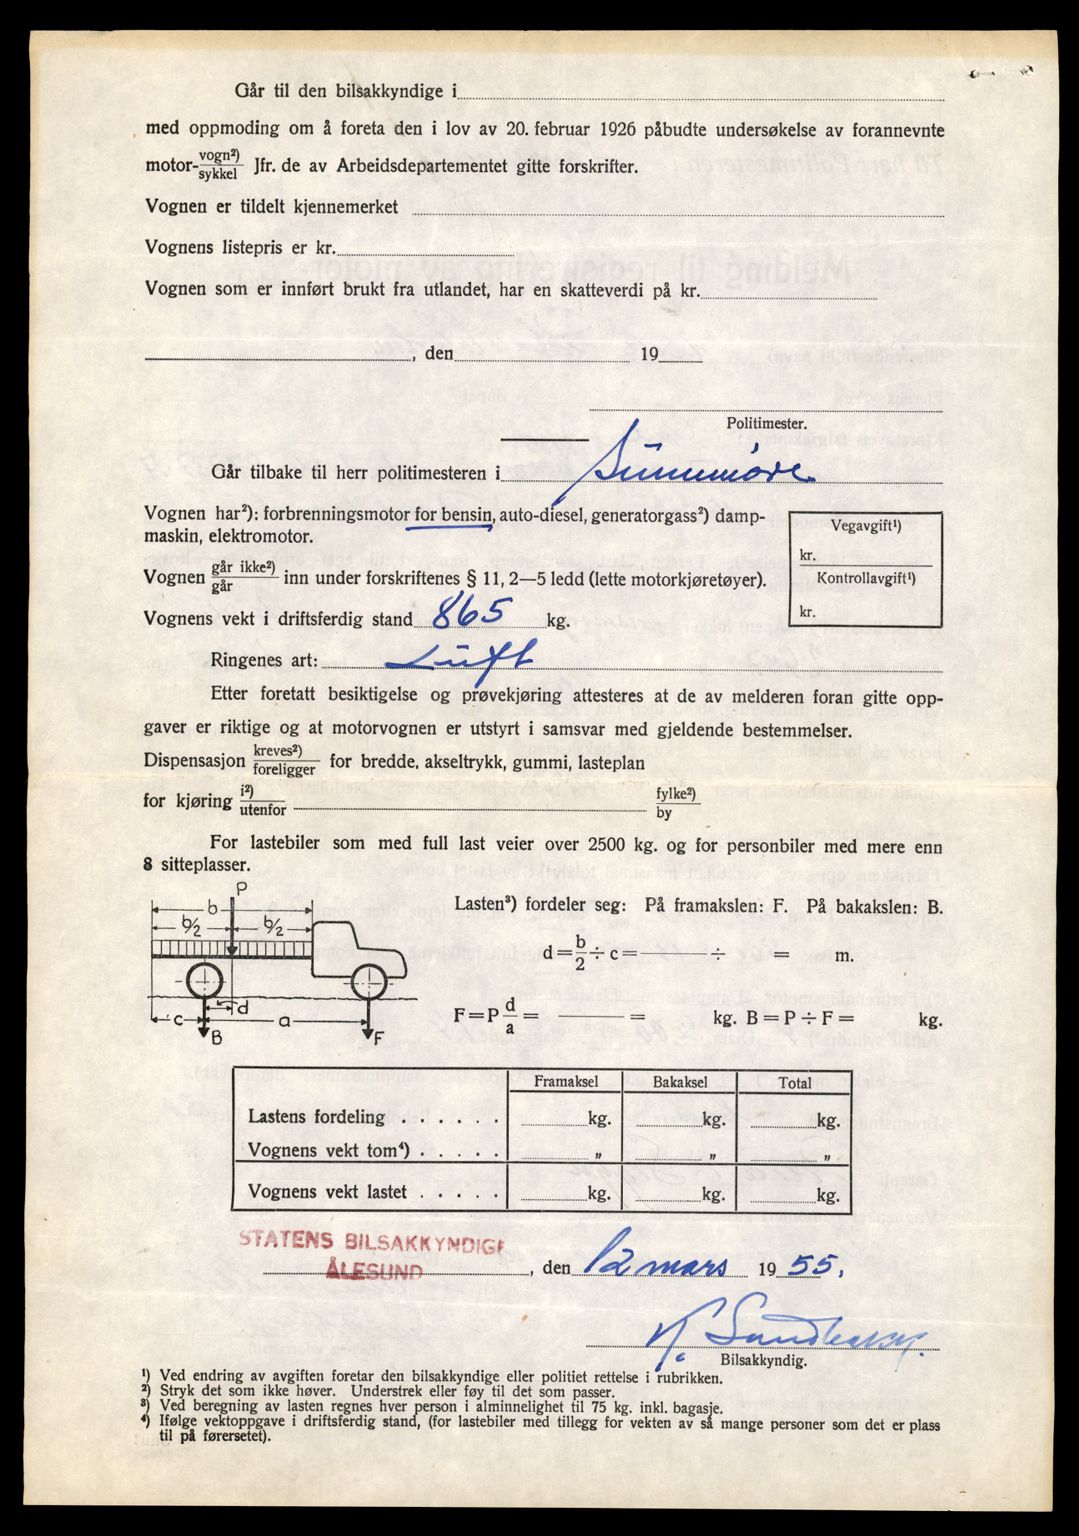 Går til den bilsakkyndige i
med oppmoding om å foreta den i lov av 20. februar 1926 påbudte undersøkelse av forannevnte
motor- vogn²) / sykkel Jfr. de av Arbeidsdepartementet gitte forskrifter.
Vognen er tildelt kjennemerket
Vognens listepris er kr.
Vognen som er innført brukt fra utlandet, har en skatteverdi på kr.
, den 19
Politimester.
Går tilbake til herr politimesteren i Sunnmøre
Vognen har²): forbrenningsmotor for bensin, auto-diesel, generatorgass²) damp-
maskin, elektromotor.
Vegavgift¹)
kr.
Kontrollavgift¹)
kr.
Vognen går ikke²) / går inn under forskriftenes § 11, 2—5 ledd (lette motorkjøretøyer).
Vognens vekt i driftsferdig stand 865 kg.
Ringenes art: Luft
Etter foretatt besiktigelse og prøvekjøring attesteres at de av melderen foran gitte opp-
gaver er riktige og at motorvognen er utstyrt i samsvar med gjeldende bestemmelser.
Dispensasjon kreves²) / foreligger for bredde, akseltrykk, gummi, lasteplan
for kjøring i²) / utenfor fylke²) / by
For lastebiler som med full last veier over 2500 kg. og for personbiler med mere enn
8 sitteplasser.
P
b
b/2 b/2
d
c a
B F
Lasten³) fordeler seg: På framakslen: F. På bakakslen: B.
d = b/2 ÷ c = ——— ÷ = m.
F = P d/a = ——— = kg. B = P ÷ F = kg.
Framaksel Bakaksel Total
Lastens fordeling . . . . . . kg. kg. kg.
Vognens vekt tom⁴) . . . . . „ „ „
Vognens vekt lastet . . . . . kg. kg. kg.
STATENS BILSAKKYNDIGE
ÅLESUND , den 12 mars 19 55.
Bilsakkyndig.
¹) Ved endring av avgiften foretar den bilsakkyndige eller politiet rettelse i rubrikken.
²) Stryk det som ikke høver. Understrek eller føy til det som passer.
³) Ved beregning av lasten regnes hver person i alminnelighet til 75 kg. inkl. bagasje.
⁴) Ifølge vektoppgave i driftsferdig stand, (for lastebiler med tillegg for vekten av så mange personer som det er plass
til på førersetet).